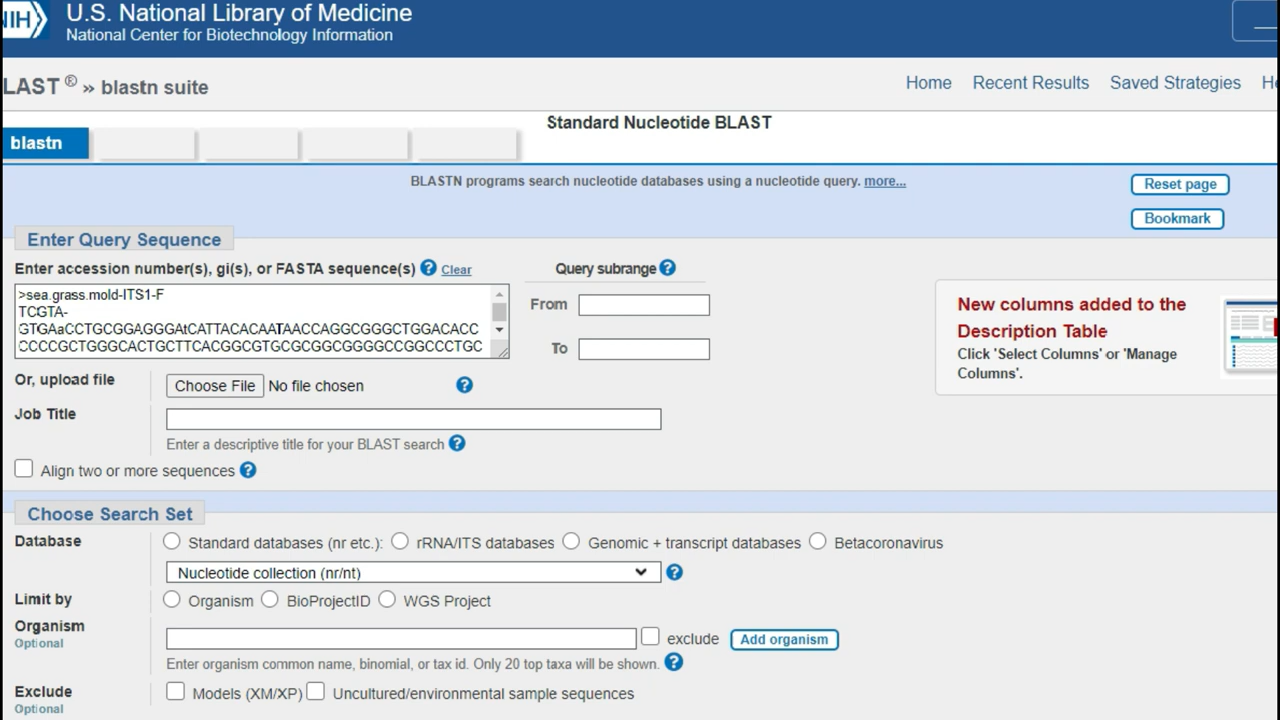 NIH U.S. National Library of Medicine
National Center for Biotechnology Information
LAST ® » blastn suite
Home Recent Results Saved Strategies He
blastn
Standard Nucleotide BLAST
BLASTN programs search nucleotide databases using a nucleotide query. more...
Reset page
Bookmark
Enter Query Sequence
Enter accession number(s), gi(s), or FASTA sequence(s) ? Clear
Query subrange ?
>sea.grass.mold-ITS1-F
TCGTA-
GTGAaCCTGCGGAGGGAtCATTACACAATAACCAGGCGGGCTGGACACC
CCCCGCTGGGCACTGCTTCACGGCGTGCGCGGCGGGGCCGGCCCTGC
From
To
New columns added to the
Description Table
Click 'Select Columns' or 'Manage
Columns'.
Or, upload file Choose File No file chosen ?
Job Title
Enter a descriptive title for your BLAST search ?
Align two or more sequences ?
Choose Search Set
Database Standard databases (nr etc.): rRNA/ITS databases Genomic + transcript databases Betacoronavirus
Nucleotide collection (nr/nt) ?
Limit by Organism BioProjectID WGS Project
Organism
Optional
exclude Add organism
Enter organism common name, binomial, or tax id. Only 20 top taxa will be shown. ?
Exclude Models (XM/XP) Uncultured/environmental sample sequences
Optional